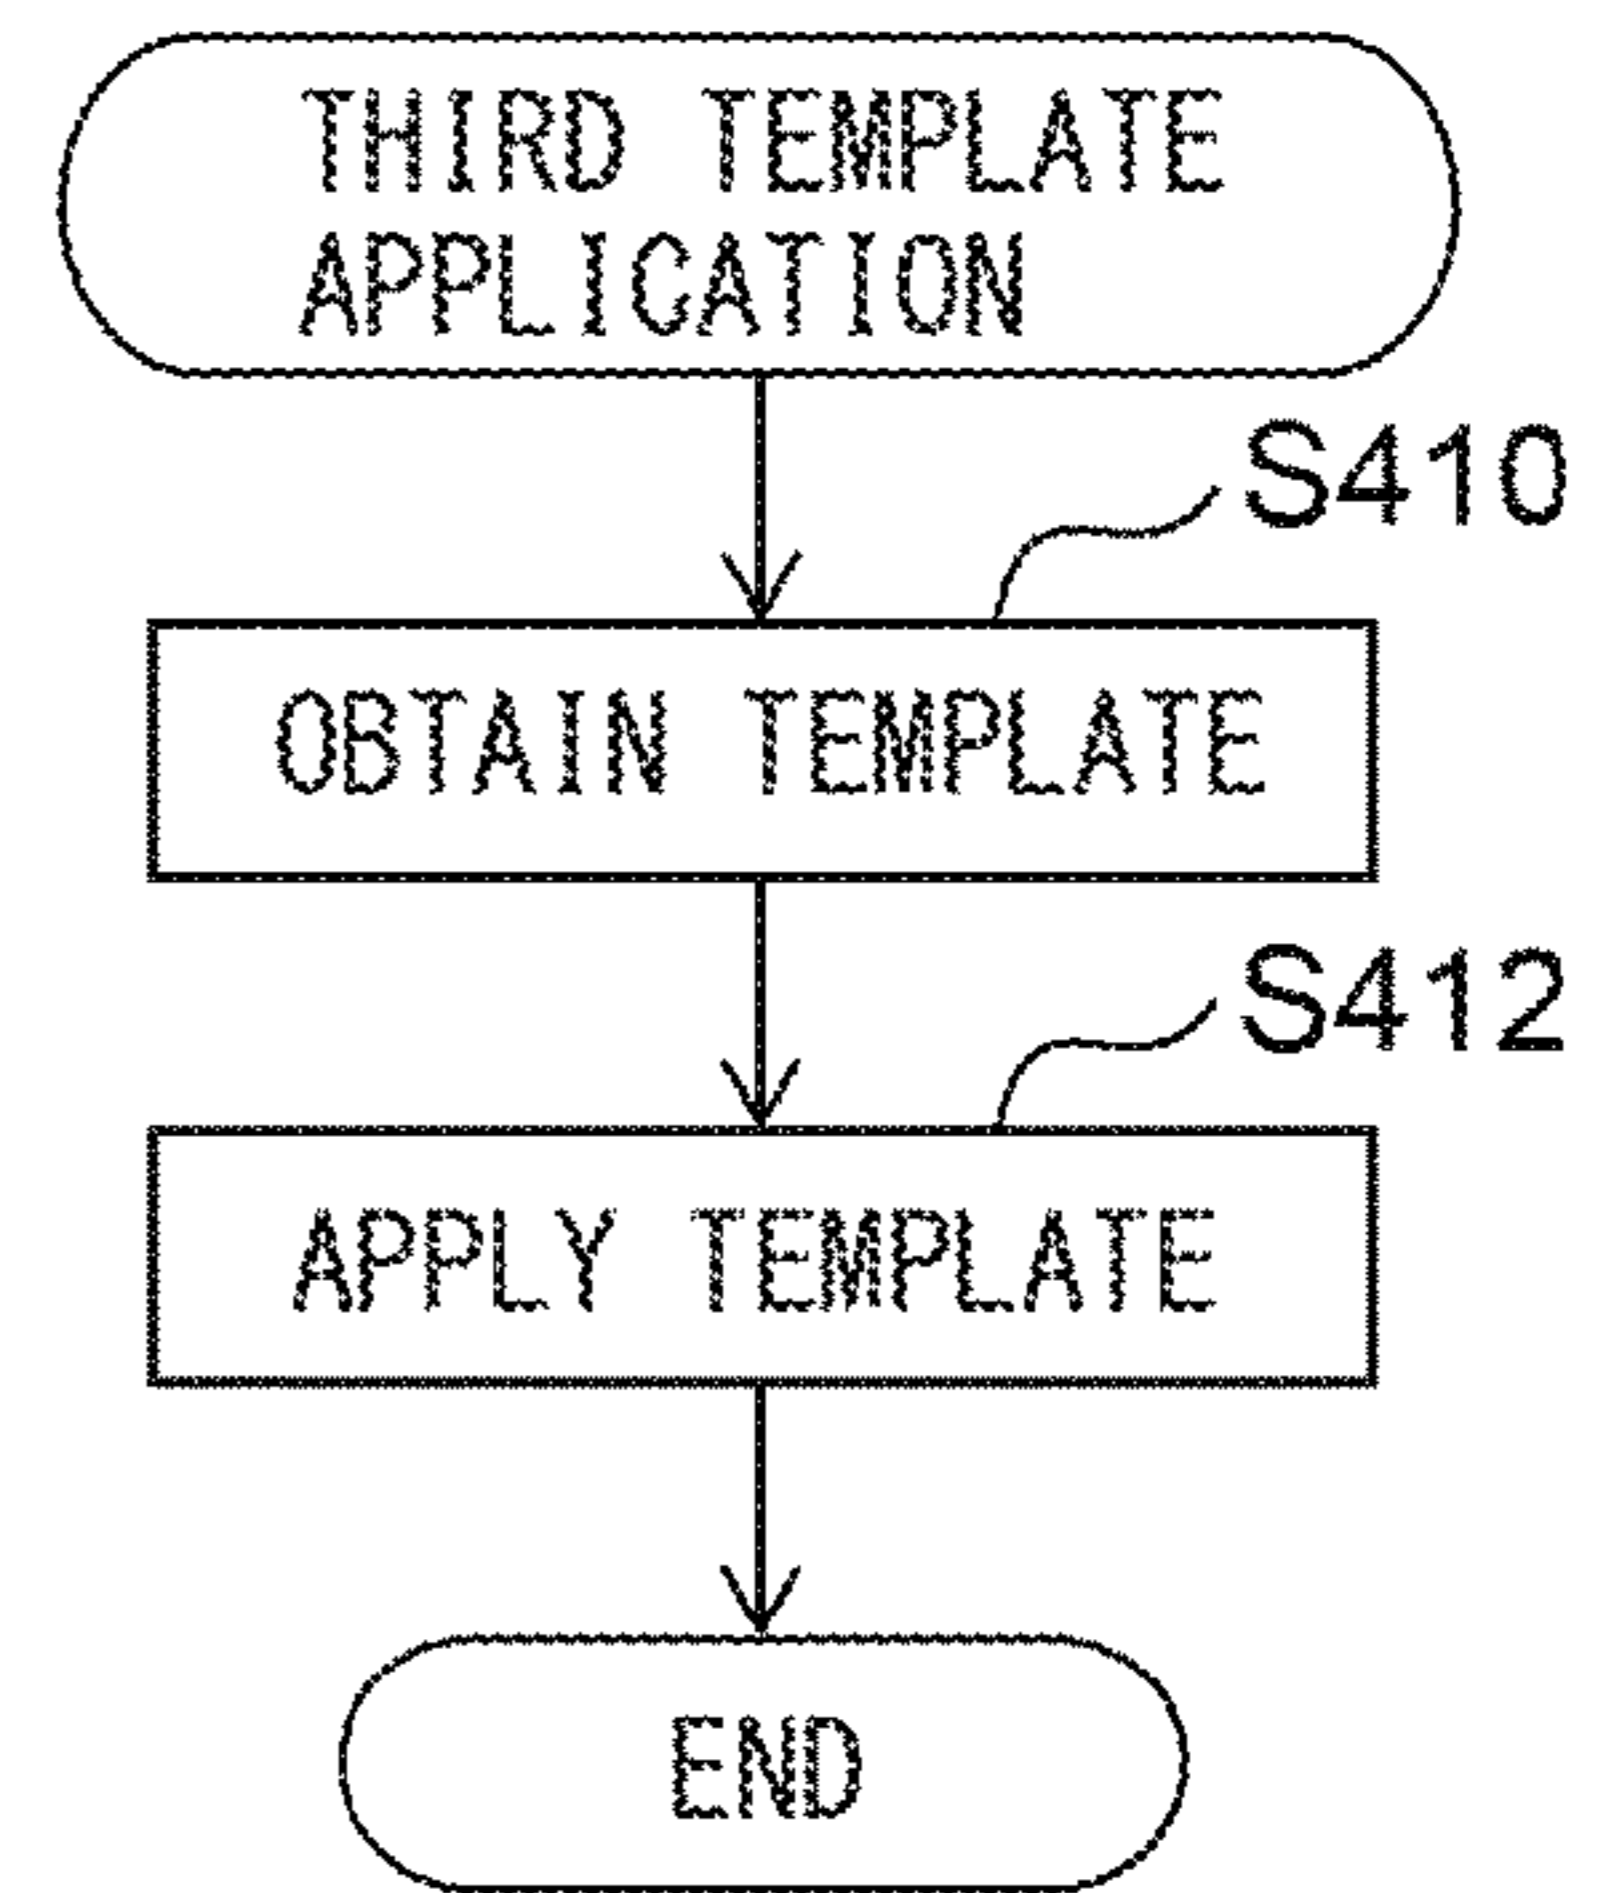 THIRD TEMPLATE
APPLICATION
S410
OBTAIN TEMPLATE
S412
APPLY TEMPLATE
END